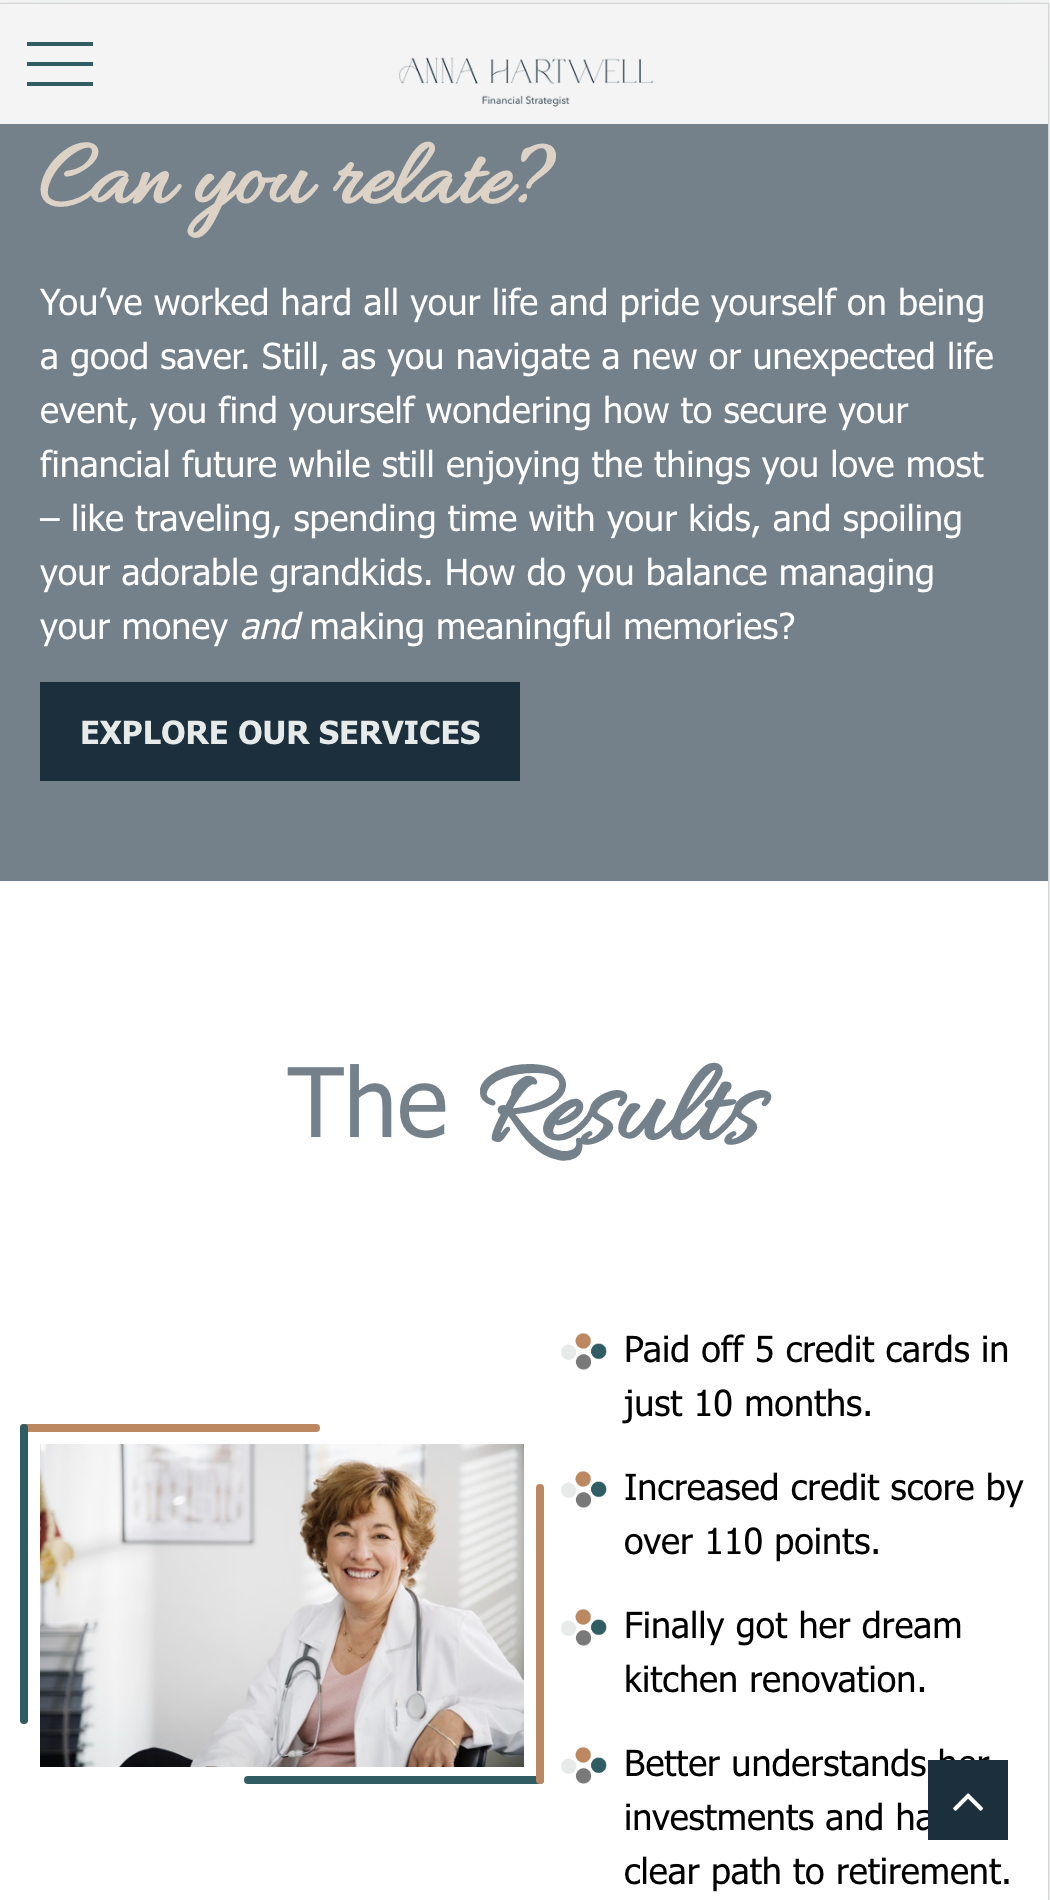 ANNA HARTWELL
Financial Strategist
Can you relate?
You’ve worked hard all your life and pride yourself on being
a good saver. Still, as you navigate a new or unexpected life
event, you find yourself wondering how to secure your
financial future while still enjoying the things you love most
– like traveling, spending time with your kids, and spoiling
your adorable grandkids. How do you balance managing
your money and making meaningful memories?
EXPLORE OUR SERVICES
The Results
Paid off 5 credit cards in
just 10 months.
Increased credit score by
over 110 points.
Finally got her dream
kitchen renovation.
Better understands her
investments and
clear path to retirement.